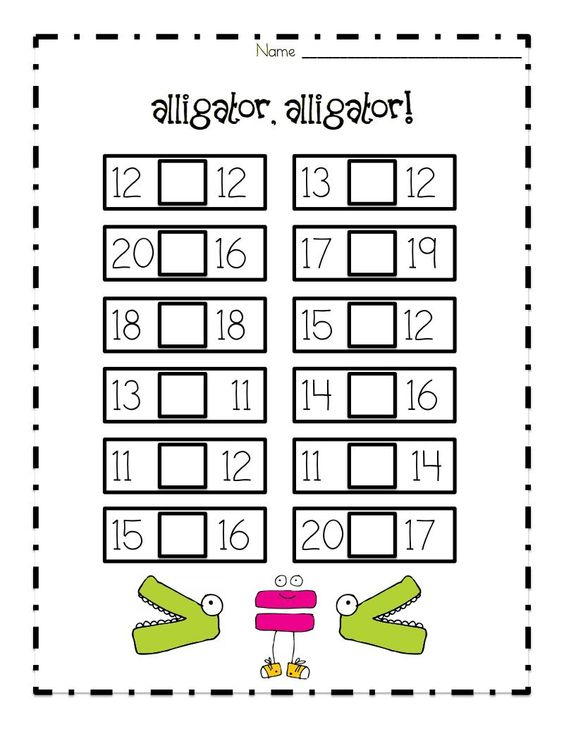 Name ________________________
alligator, alligator!
12 12 13 12
20 16 17 19
18 18 15 12
13 11 14 16
11 12 11 14
15 16 20 17